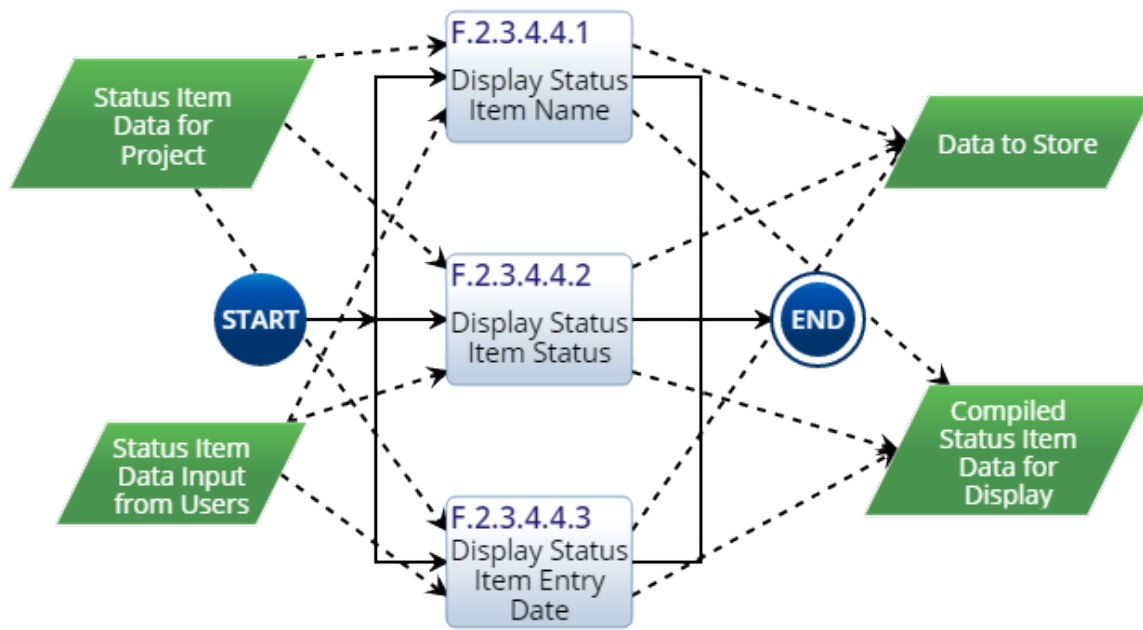 F.2.3.4.4.1
Display Status
Item Name
Status Item
Data for
Project
Data to Store
F.2.3.4.4.2
Display Status
Item Status
START
END
Status Item
Data Input
from Users
Compiled
Status Item
Data for
Display
F.2.3.4.4.3
Display Status
Item Entry
Date